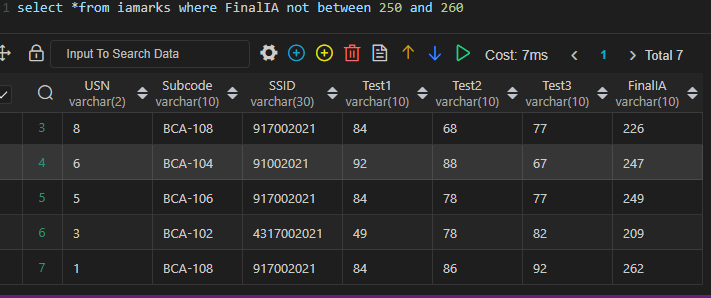 1 select *from iamarks where FinalIA not between 250 and 260
Input To Search Data Cost: 7ms < 1 > Total 7
USN Subcode SSID Test1 Test2 Test3 FinalIA
varchar(2) varchar(10) varchar(30) varchar(10) varchar(10) varchar(10) varchar(10)
3 8 BCA-108 917002021 84 68 77 226
4 6 BCA-104 91002021 92 88 67 247
5 5 BCA-106 917002021 84 78 77 249
6 3 BCA-102 4317002021 49 78 82 209
7 1 BCA-108 917002021 84 86 92 262